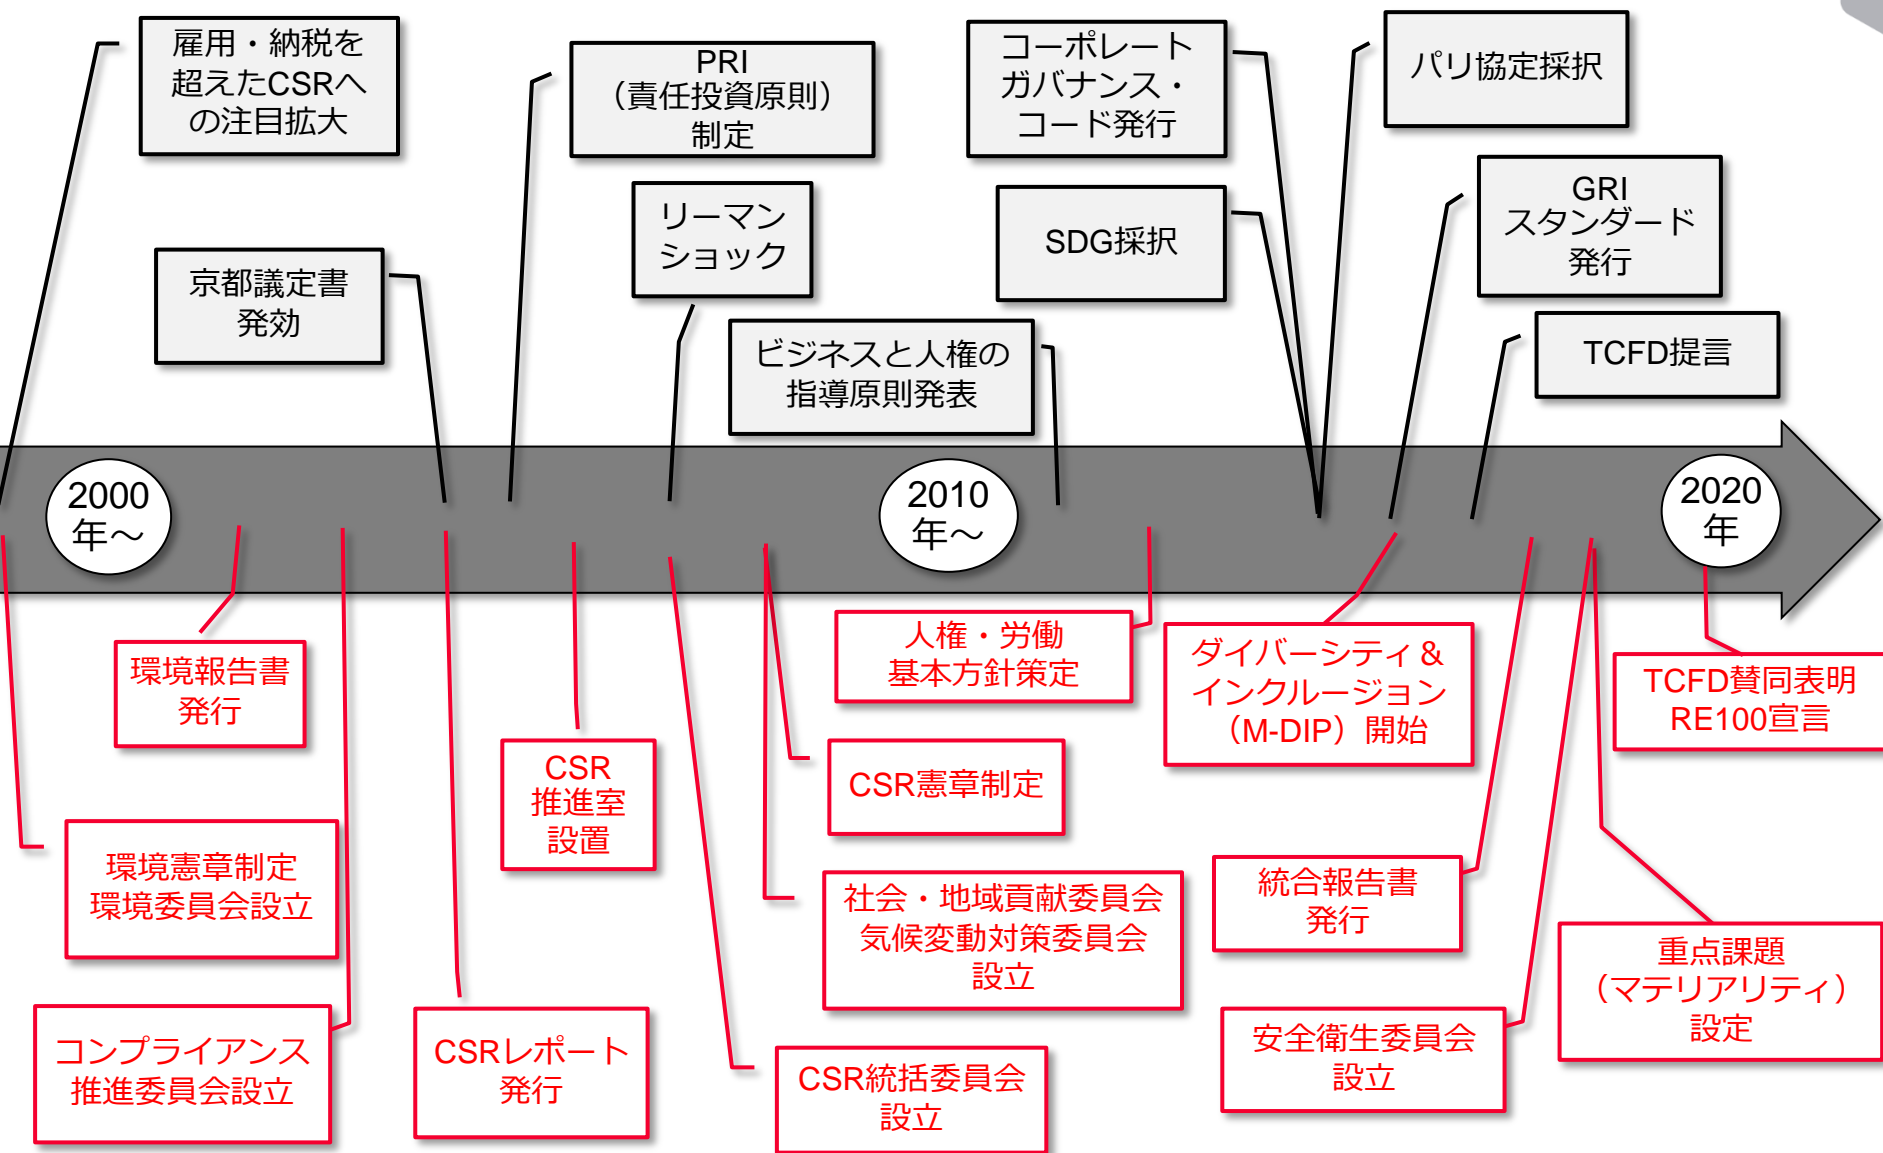 雇用・納税を
超えたCSRへ
の注目拡大
PRI
（責任投資原則）
制定
コーポレート
ガバナンス・
コード発行
パリ協定採択
京都議定書
発効
リーマン
ショック
SDG採択
GRI
スタンダード
発行
ビジネスと人権の
指導原則発表
TCFD提言
2000
年～
2010
年～
2020
年
環境報告書
発行
人権・労働
基本方針策定
ダイバーシティ＆
インクルージョン
（M-DIP）開始
TCFD賛同表明
RE100宣言
CSR
推進室
設置
CSR憲章制定
環境憲章制定
環境委員会設立
社会・地域貢献委員会
気候変動対策委員会
設立
統合報告書
発行
重点課題
（マテリアリティ）
設定
コンプライアンス
推進委員会設立
CSRレポート
発行
CSR統括委員会
設立
安全衛生委員会
設立